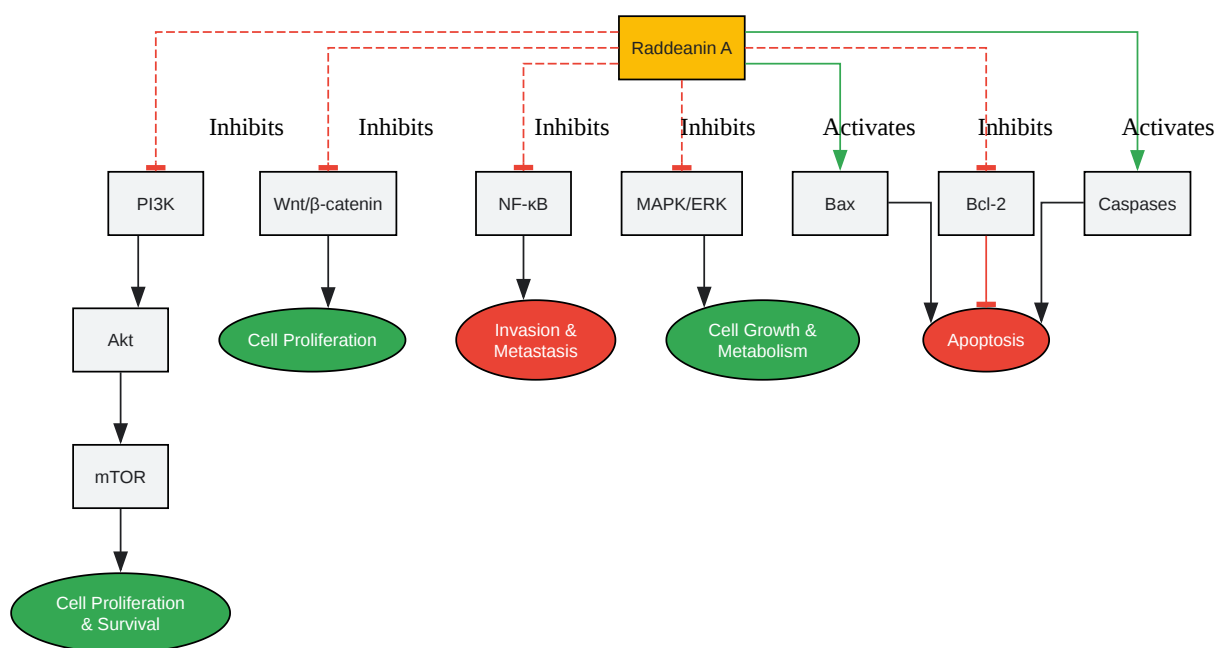 Raddeanin A
Inhibits
Inhibits
Inhibits
Inhibits
Activates
Inhibits
Activates
PI3K
Wnt/β-catenin
NF-κB
MAPK/ERK
Bax
Bcl-2
Caspases
Akt
Cell Proliferation
Invasion &
Metastasis
Cell Growth &
Metabolism
Apoptosis
mTOR
Cell Proliferation
& Survival